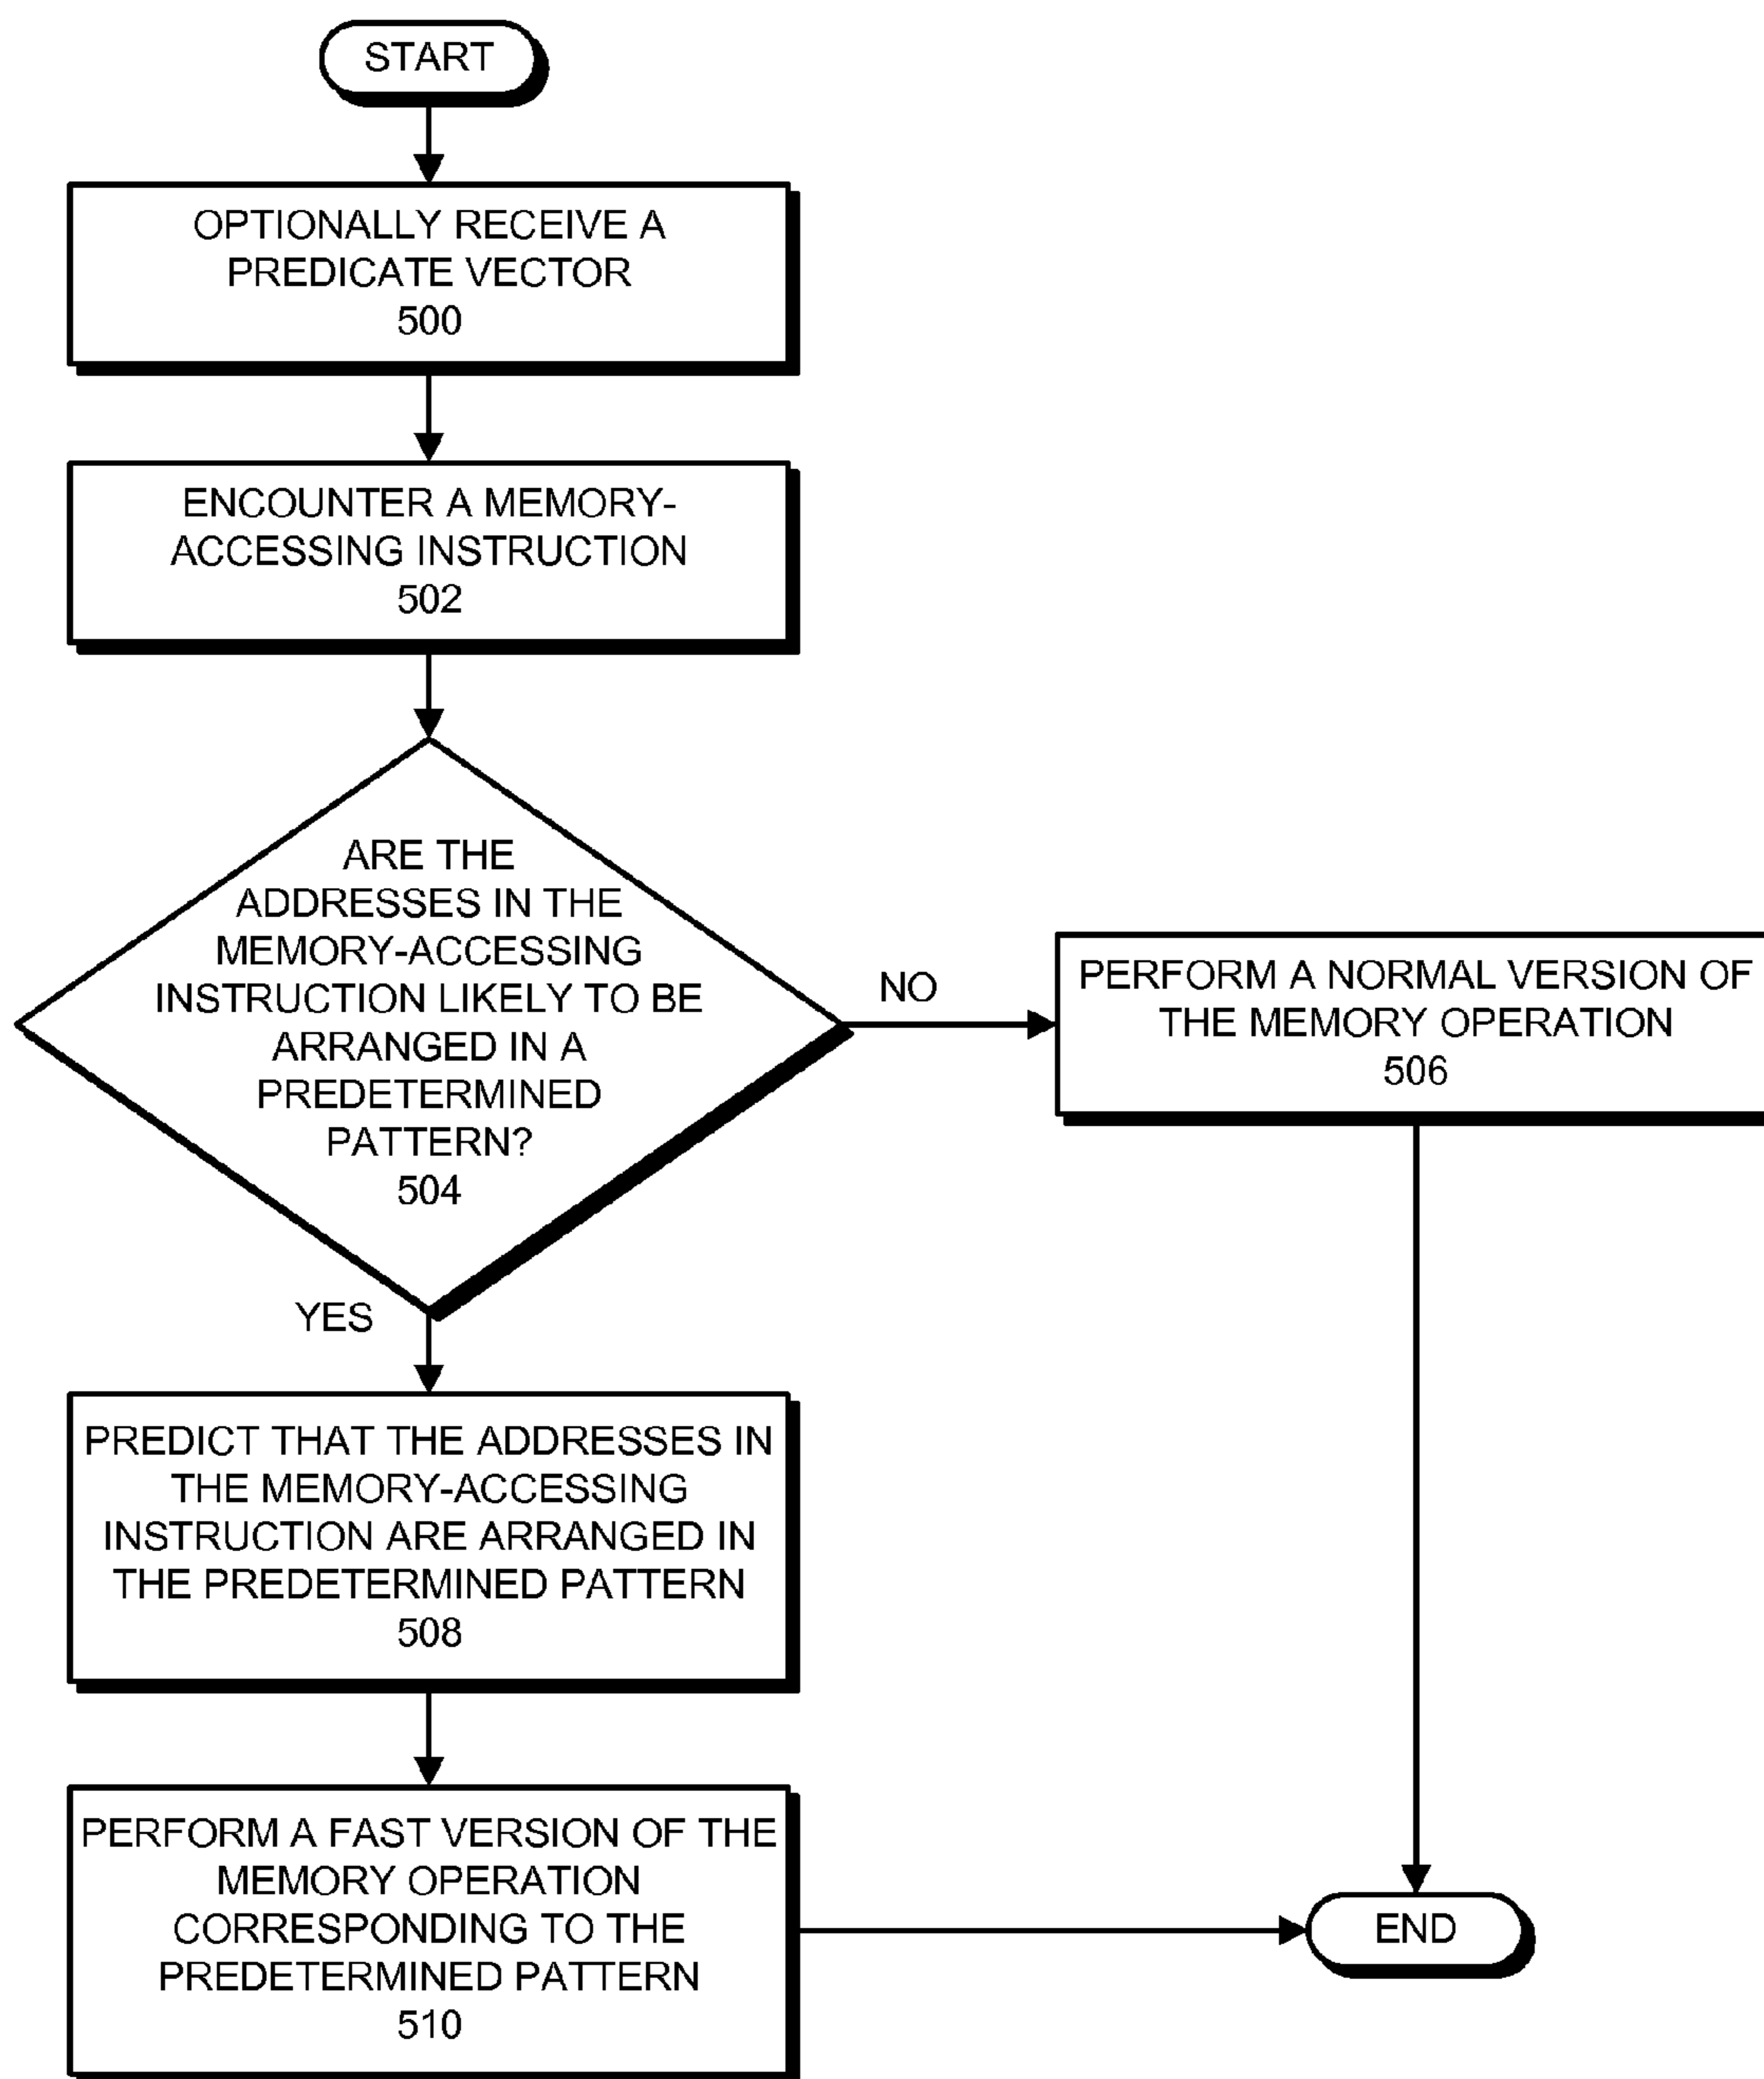 START
OPTIONALLY RECEIVE A
PREDICATE VECTOR
500
ENCOUNTER A MEMORY-
ACCESSING INSTRUCTION
502
ARE THE
ADDRESSES IN THE
MEMORY-ACCESSING
INSTRUCTION LIKELY TO BE
ARRANGED IN A
PREDETERMINED
PATTERN?
504
NO
PERFORM A NORMAL VERSION OF
THE MEMORY OPERATION
506
YES
PREDICT THAT THE ADDRESSES IN
THE MEMORY-ACCESSING
INSTRUCTION ARE ARRANGED IN
THE PREDETERMINED PATTERN
508
PERFORM A FAST VERSION OF THE
MEMORY OPERATION
CORRESPONDING TO THE
PREDETERMINED PATTERN
510
END